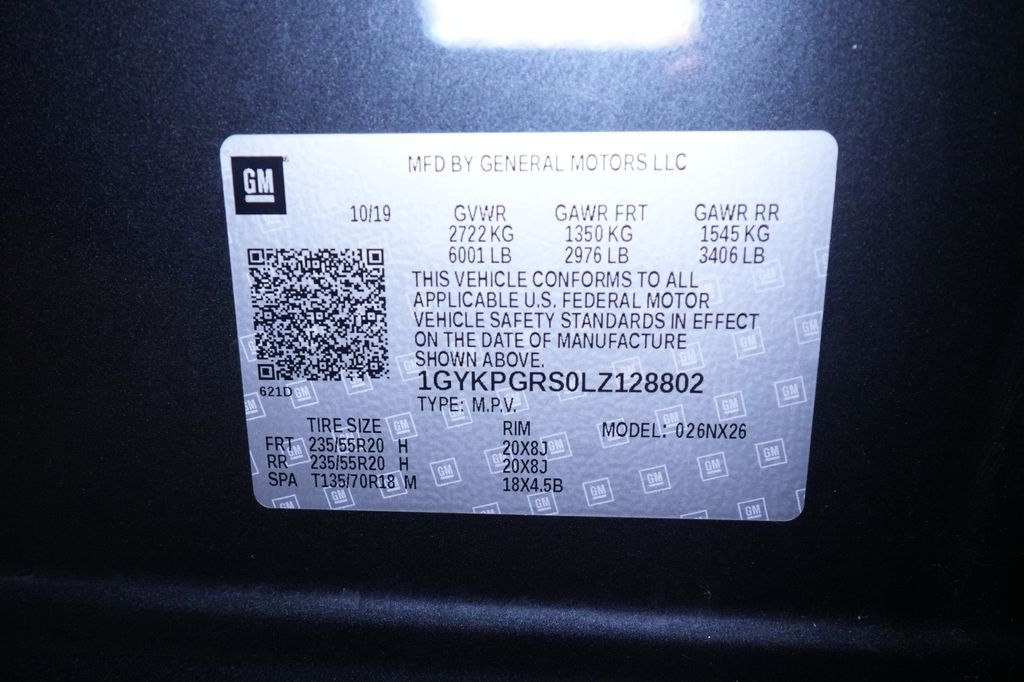 MFD BY GENERAL MOTORS LLC
GM
10/19 GVWR GAWR FRT GAWR RR
2722 KG 1350 KG 1545 KG
6001 LB 2976 LB 3406 LB
THIS VEHICLE CONFORMS TO ALL
APPLICABLE U.S. FEDERAL MOTOR
VEHICLE SAFETY STANDARDS IN EFFECT
ON THE DATE OF MANUFACTURE
SHOWN ABOVE.
1GYKPGRS0LZ128802
621D
TYPE: M.P.V.
TIRE SIZE RIM MODEL: 026NX26
FRT 235/55R20 H 20X8J
RR 235/55R20 H 20X8J
SPA T135/70R18 M 18X4.5B